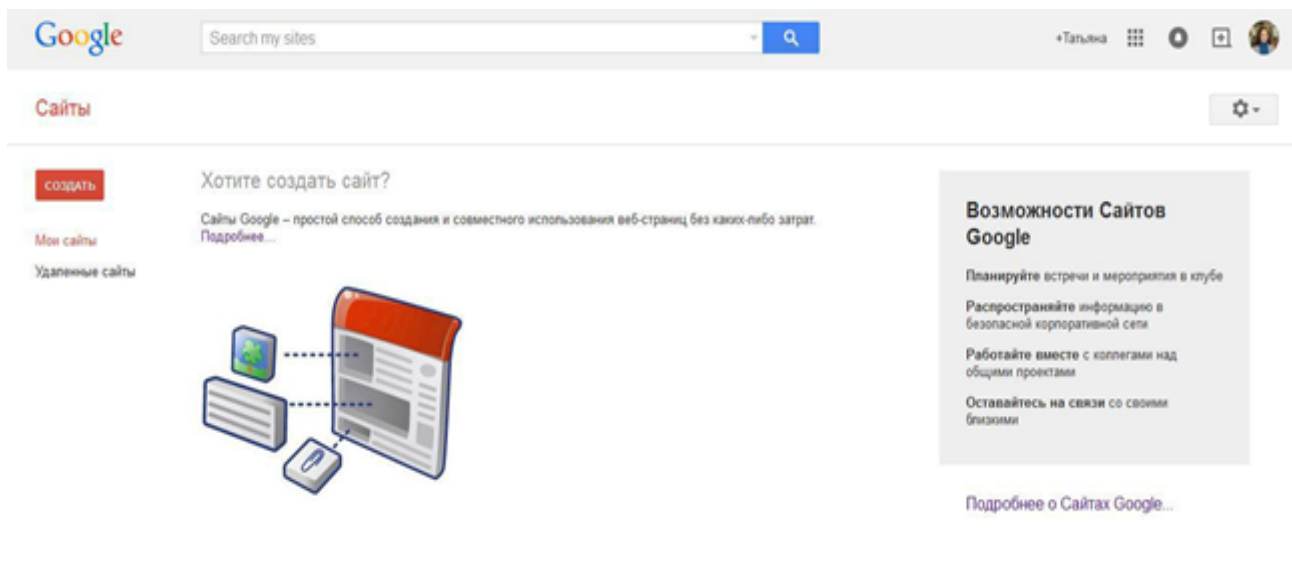 Google
Search my sites
+Татьяна
Сайты
СОЗДАТЬ
Мои сайты
Удаленные сайты
Хотите создать сайт?
Сайты Google – простой способ создания и совместного использования веб-страниц без каких-либо затрат.
Подробнее...
Возможности Сайтов
Google
Планируйте встречи и мероприятия в клубе
Распространяйте информацию в
безопасной корпоративной сети
Работайте вместе с коллегами над
общими проектами
Оставайтесь на связи со своими
близкими
Подробнее о Сайтах Google...